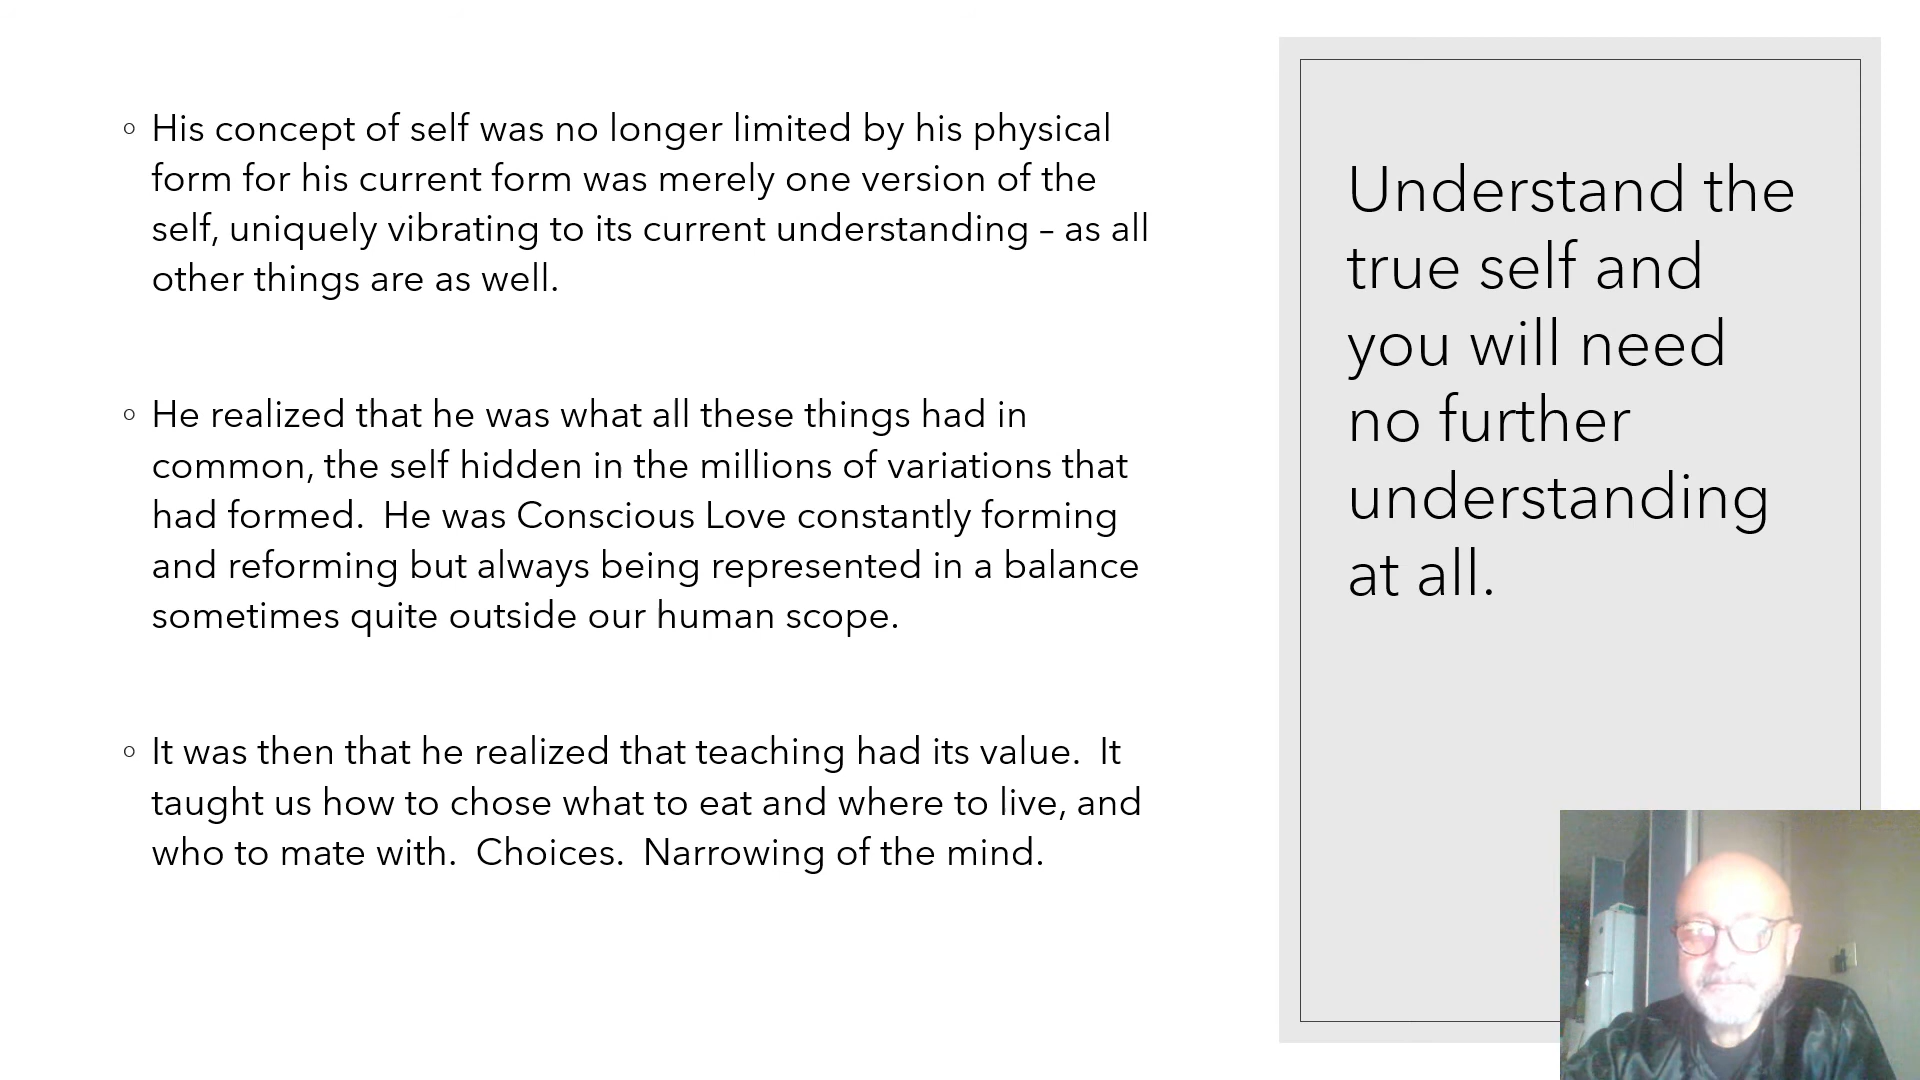 ◦ His concept of self was no longer limited by his physical
form for his current form was merely one version of the
self, uniquely vibrating to its current understanding – as all
other things are as well.
◦ He realized that he was what all these things had in
common, the self hidden in the millions of variations that
had formed.  He was Conscious Love constantly forming
and reforming but always being represented in a balance
sometimes quite outside our human scope.
◦ It was then that he realized that teaching had its value.  It
taught us how to chose what to eat and where to live, and
who to mate with.  Choices.  Narrowing of the mind.
Understand the
true self and
you will need
no further
understanding
at all.